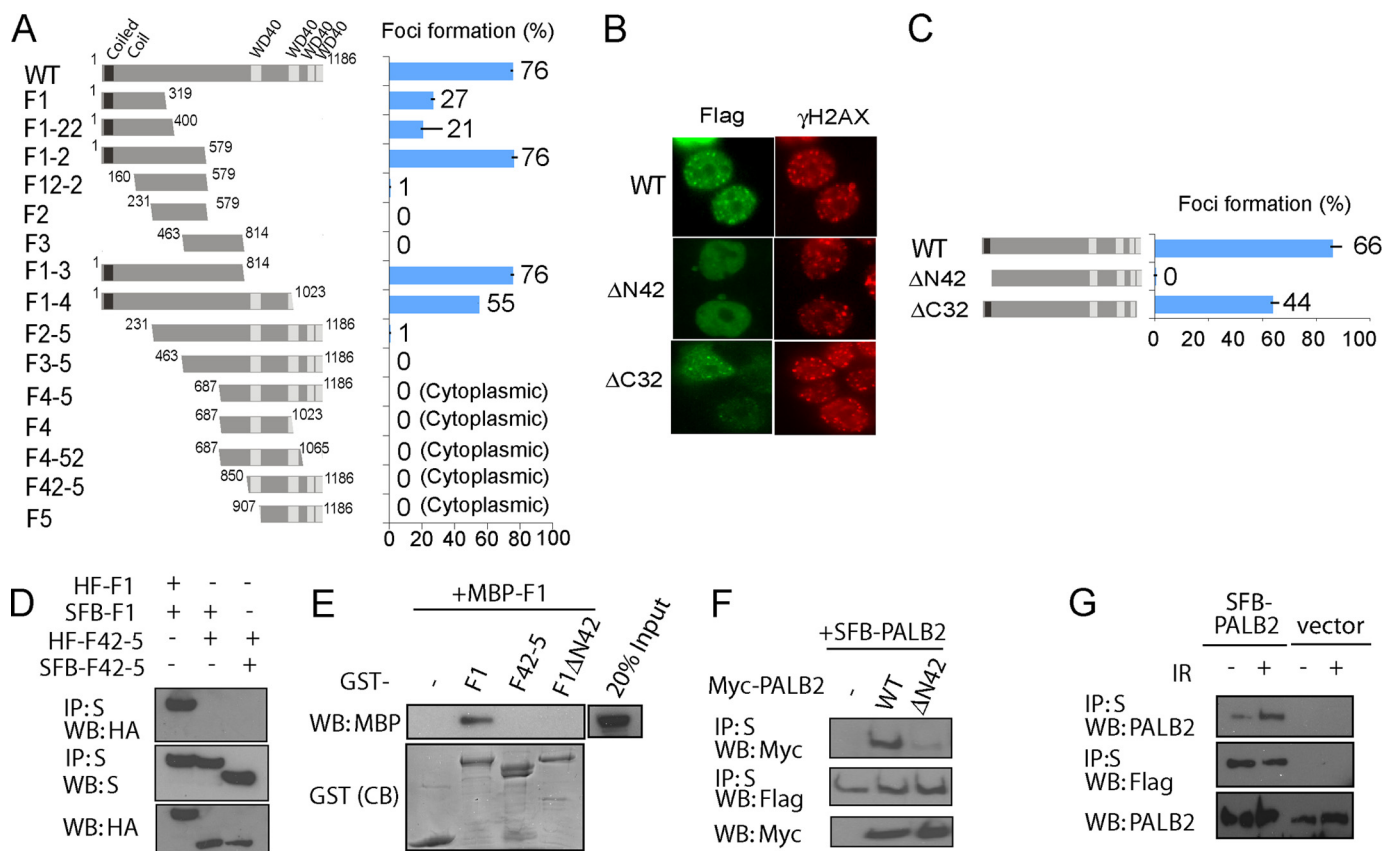 A
Coiled Coil
WD40
WD40
WD40
WD40
Foci formation (%)
WT
1
1186
76
F1
1
319
27
F1-22
1
400
21
F1-2
1
579
76
F12-2
160
579
1
F2
231
579
0
F3
463
814
0
F1-3
1
814
76
F1-4
1
1023
55
F2-5
231
1186
1
F3-5
463
1186
0
F4-5
687
1186
0 (Cytoplasmic)
F4
687
1023
0 (Cytoplasmic)
F4-52
687
1065
0 (Cytoplasmic)
F42-5
850
1186
0 (Cytoplasmic)
F5
907
1186
0 (Cytoplasmic)
0 20 40 60 80 100
B
Flag γH2AX
WT
ΔN42
ΔC32
C
Foci formation (%)
WT 66
ΔN42 0
ΔC32 44
0 20 40 60 80 100
D
HF-F1 + - -
SFB-F1 + + -
HF-F42-5 - + +
SFB-F42-5 - - +
IP:S
WB:HA
IP:S
WB:S
WB:HA
E
+MBP-F1
GST- - F1 F42-5 F1ΔN42 20% Input
WB:MBP
GST (CB)
F
+SFB-PALB2
Myc-PALB2 - WT ΔN42
IP:S
WB:Myc
IP:S
WB:Flag
WB:Myc
G
SFB-
PALB2 vector
IR - + - +
IP:S
WB:PALB2
IP:S
WB:Flag
WB:PALB2